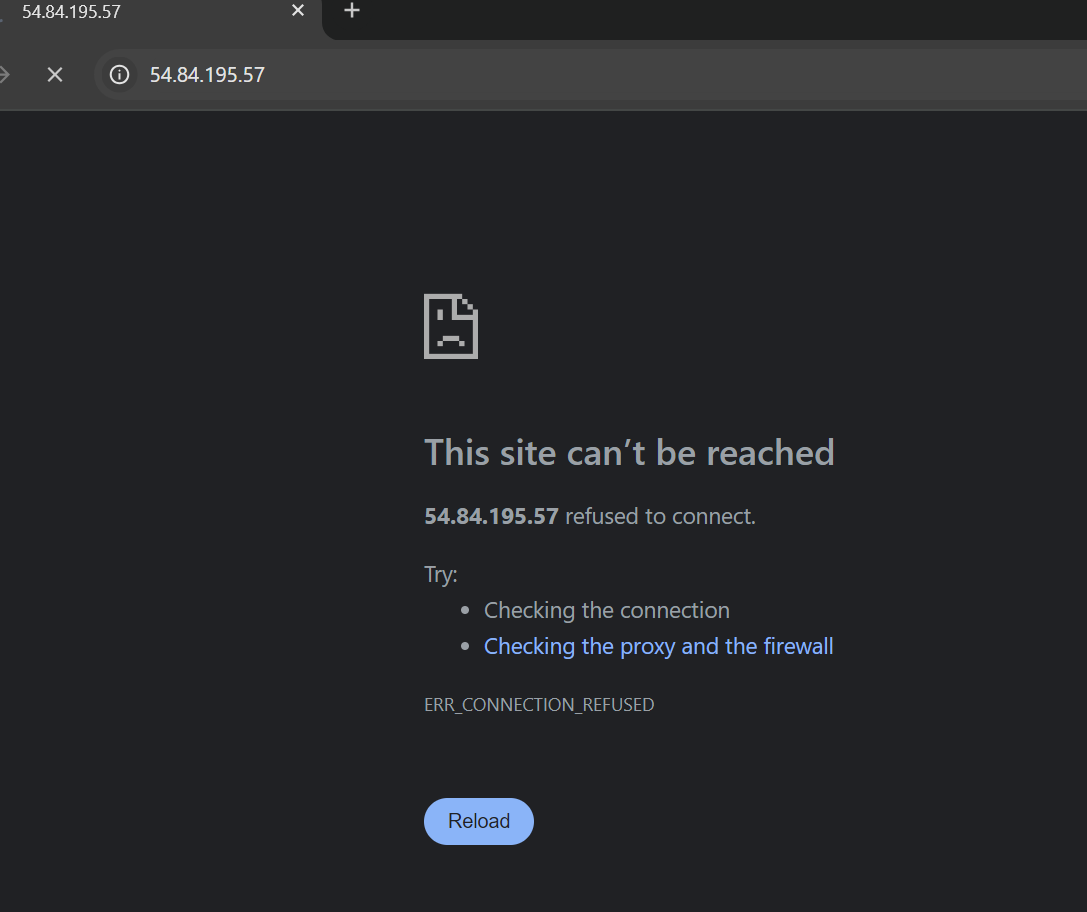 54.84.195.57
54.84.195.57
This site can’t be reached
54.84.195.57 refused to connect.
Try:
Checking the connection
Checking the proxy and the firewall
ERR_CONNECTION_REFUSED
Reload